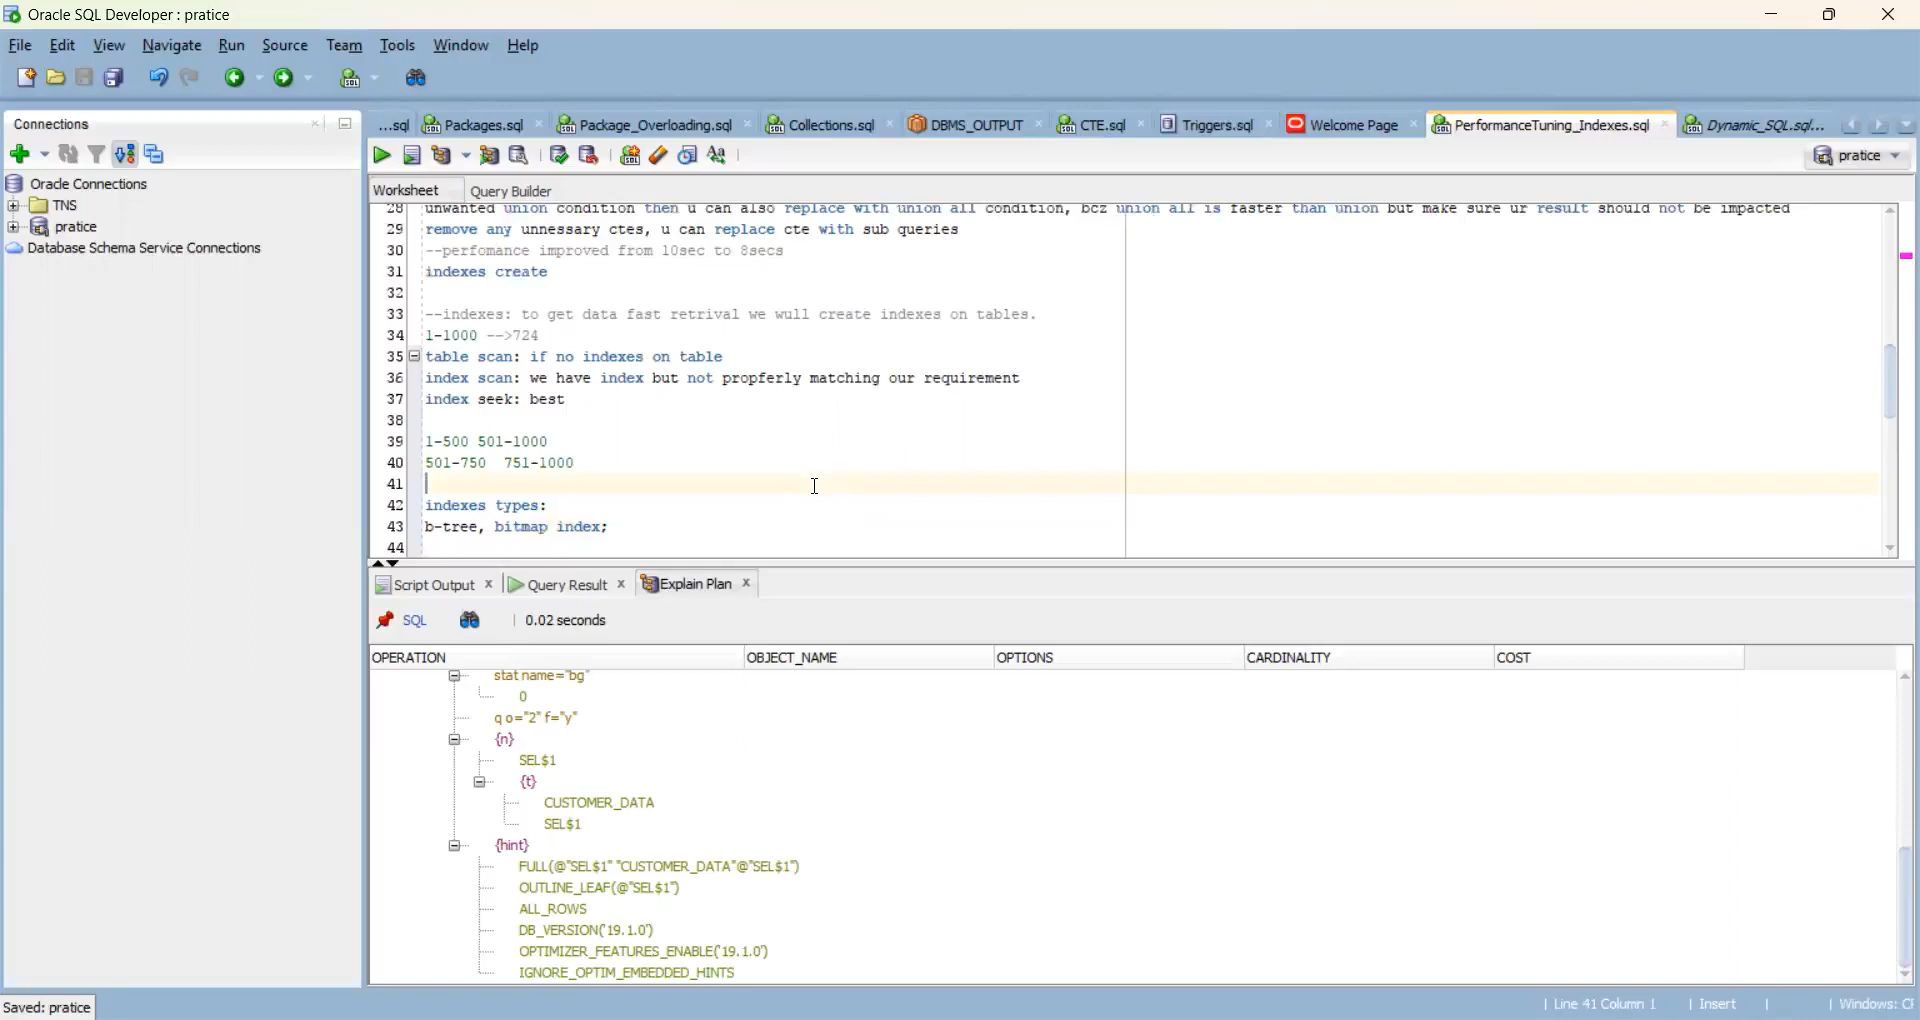 Oracle SQL Developer : pratice
File Edit View Navigate Run Source Team Tools Window Help
Connections
...sql Packages.sql Package_Overloading.sql Collections.sql DBMS_OUTPUT CTE.sql Triggers.sql Welcome Page PerformanceTuning_Indexes.sql Dynamic_SQL.sql...
pratice
Oracle Connections
TNS
pratice
Database Schema Service Connections
Worksheet Query Builder
28 unwanted union condition then u can also replace with union all condition, bcz union all is faster than union but make sure ur result should not be impacted
29 remove any unnessary ctes, u can replace cte with sub queries
30 --perfomance improved from 10sec to 8secs
31 indexes create
32
33 --indexes: to get data fast retrival we wull create indexes on tables.
34 1-1000 -->724
35 table scan: if no indexes on table
36 index scan: we have index but not propferly matching our requirement
37 index seek: best
38
39 1-500 501-1000
40 501-750 751-1000
41
42 indexes types:
43 b-tree, bitmap index;
44
Script Output Query Result Explain Plan
SQL 0.02 seconds
OPERATION OBJECT_NAME OPTIONS CARDINALITY COST
stat name="bg"
0
q o="2" f="y"
{n}
SEL$1
{t}
CUSTOMER_DATA
SEL$1
{hint}
FULL(@"SEL$1" "CUSTOMER_DATA"@"SEL$1")
OUTLINE_LEAF(@"SEL$1")
ALL_ROWS
DB_VERSION('19.1.0')
OPTIMIZER_FEATURES_ENABLE('19.1.0')
IGNORE_OPTIM_EMBEDDED_HINTS
Saved: pratice
Line 41 Column 1 Insert Windows: C